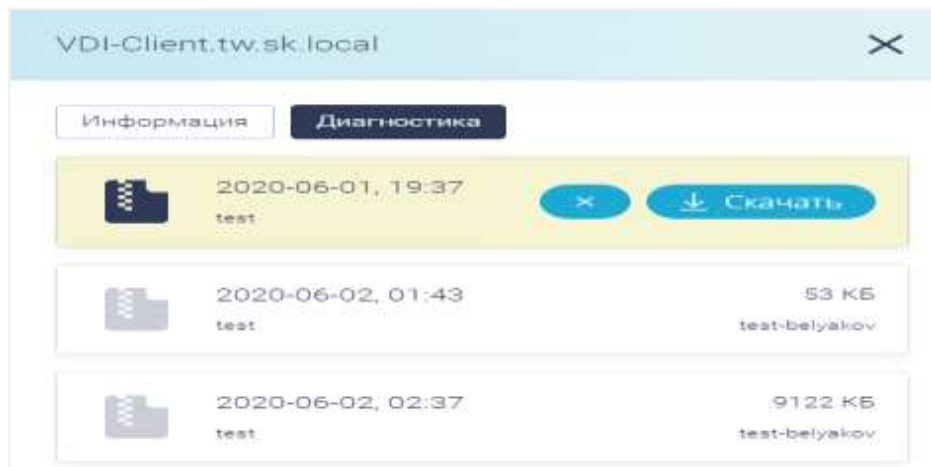 VDI-Client.tw.sk.local
Информация Диагностика
2020-06-01, 19:37
test
Скачать
2020-06-02, 01:43 53 КБ
test test-belyakov
2020-06-02, 02:37 9122 КБ
test test-belyakov